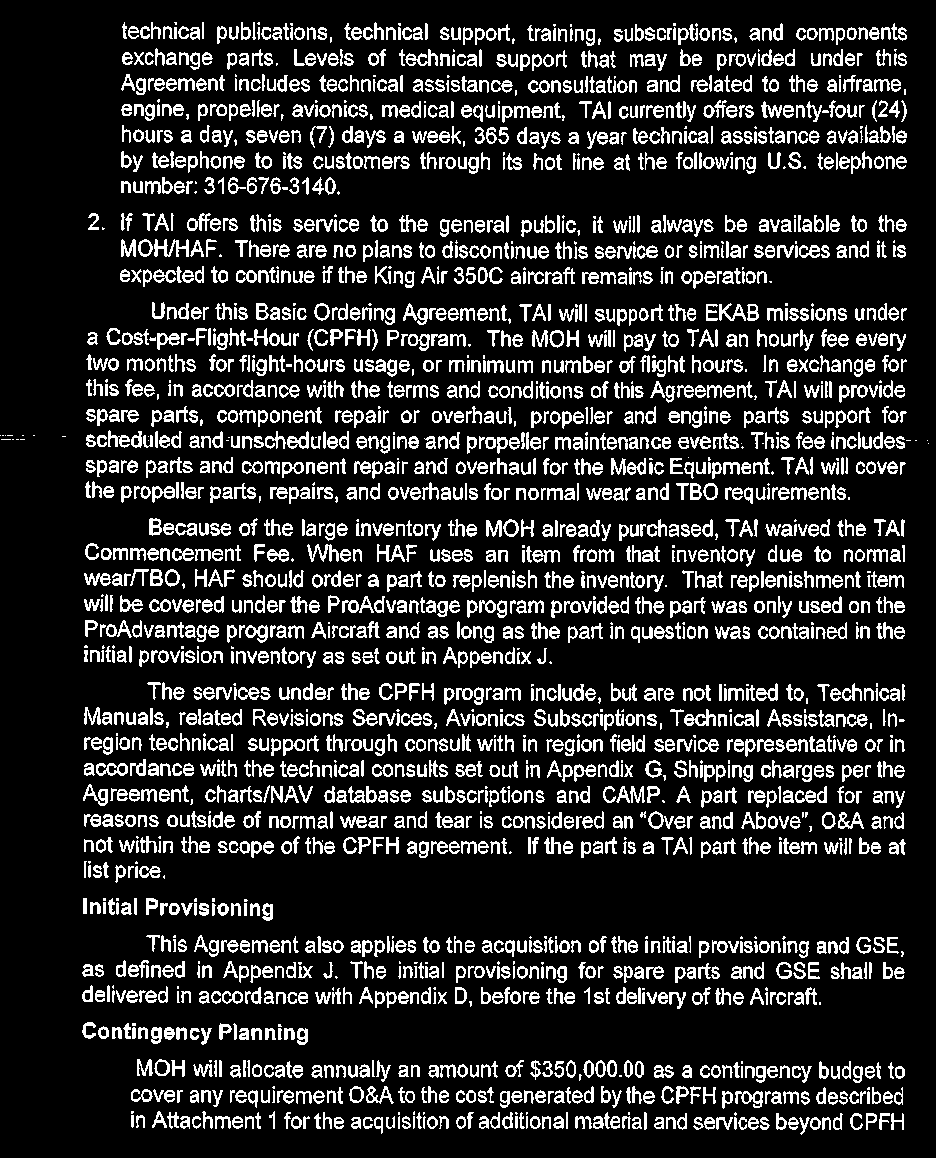 technical publications, technical support, training, subscriptions, and components
exchange parts. Levels of technical support that may be provided under this
Agreement includes technical assistance, consultation and related to the airframe,
engine, propeller, avionics, medical equipment, TAI currently offers twenty-four (24)
hours a day, seven (7) days a week, 365 days a year technical assistance available
by telephone to its customers through its hot line at the following U.S. telephone
number: 316-676-3140.
2. If TAI offers this service to the general public, it will always be available to the
MOH/HAF. There are no plans to discontinue this service or similar services and it is
expected to continue if the King Air 350C aircraft remains in operation.
Under this Basic Ordering Agreement, TAI will support the EKAB missions under
a Cost-per-Flight-Hour (CPFH) Program. The MOH will pay to TAI an hourly fee every
two months for flight-hours usage, or minimum number of flight hours. In exchange for
this fee, in accordance with the terms and conditions of this Agreement, TAI will provide
spare parts, component repair or overhaul, propeller and engine parts support for
scheduled and unscheduled engine and propeller maintenance events. This fee includes
spare parts and component repair and overhaul for the Medic Equipment. TAI will cover
the propeller parts, repairs, and overhauls for normal wear and TBO requirements.
Because of the large inventory the MOH already purchased, TAI waived the TAI
Commencement Fee. When HAF uses an item from that inventory due to normal
wear/TBO, HAF should order a part to replenish the inventory. That replenishment item
will be covered under the ProAdvantage program provided the part was only used on the
ProAdvantage program Aircraft and as long as the part in question was contained in the
initial provision inventory as set out in Appendix J.
The services under the CPFH program include, but are not limited to, Technical
Manuals, related Revisions Services, Avionics Subscriptions, Technical Assistance, In-
region technical support through consult with in region field service representative or in
accordance with the technical consults set out in Appendix G, Shipping charges per the
Agreement, charts/NAV database subscriptions and CAMP. A part replaced for any
reasons outside of normal wear and tear is considered an "Over and Above", O&A and
not within the scope of the CPFH agreement. If the part is a TAI part the item will be at
list price.
Initial Provisioning
This Agreement also applies to the acquisition of the initial provisioning and GSE,
as defined in Appendix J. The initial provisioning for spare parts and GSE shall be
delivered in accordance with Appendix D, before the 1st delivery of the Aircraft.
Contingency Planning
MOH will allocate annually an amount of $350,000.00 as a contingency budget to
cover any requirement O&A to the cost generated by the CPFH programs described
in Attachment 1 for the acquisition of additional material and services beyond CPFH